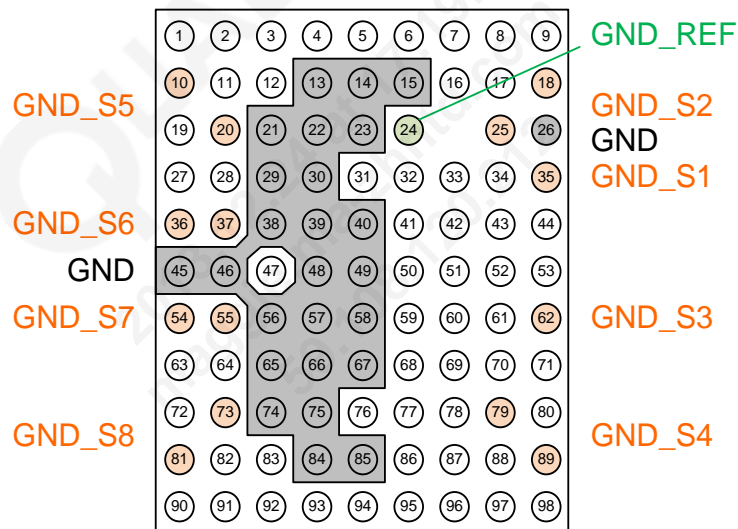 1 2 3 4 5 6 7 8 9 GND_REF
10 11 12 13 14 15 16 17 18
GND_S5 GND_S2
19 20 21 22 23 24 25 26 GND
27 28 29 30 31 32 33 34 35 GND_S1
GND_S6 36 37 38 39 40 41 42 43 44
GND 45 46 47 48 49 50 51 52 53
GND_S7 54 55 56 57 58 59 60 61 62 GND_S3
63 64 65 66 67 68 69 70 71
72 73 74 75 76 77 78 79 80
GND_S8 GND_S4
81 82 83 84 85 86 87 88 89
90 91 92 93 94 95 96 97 98